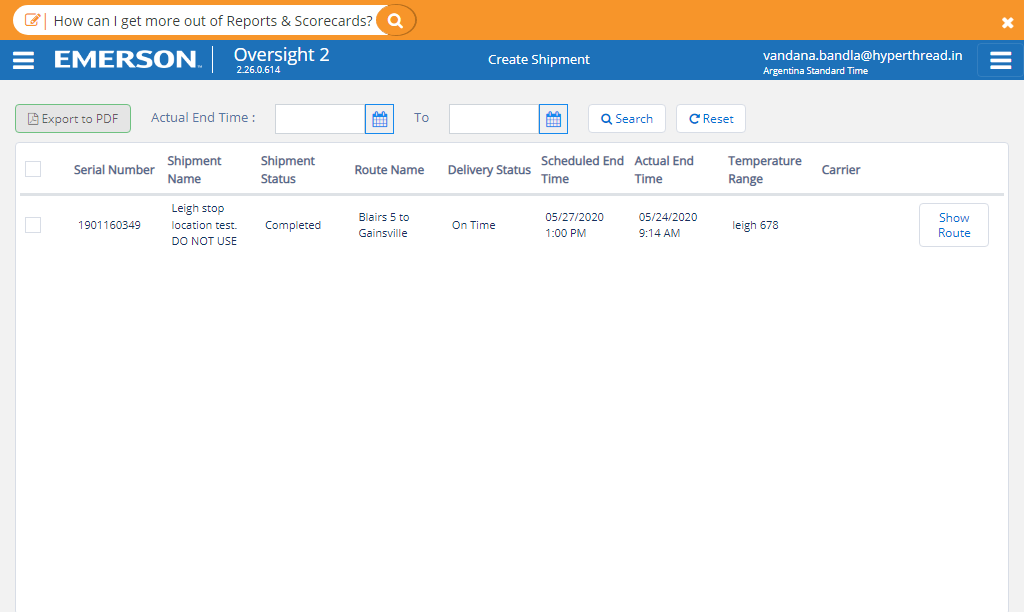 How can I get more out of Reports & Scorecards?
EMERSON™
Oversight 2
2.26.0.614
Create Shipment
vandana.bandla@hyperthread.in
Argentina Standard Time
Export to PDF
Actual End Time :
To
Search
Reset
Serial Number
Shipment
Name
Shipment
Status
Route Name
Delivery Status
Scheduled End
Time
Actual End
Time
Temperature
Range
Carrier
1901160349
Leigh stop
location test.
DO NOT USE
Completed
Blairs 5 to
Gainsville
On Time
05/27/2020
1:00 PM
05/24/2020
9:14 AM
leigh 678
Show
Route